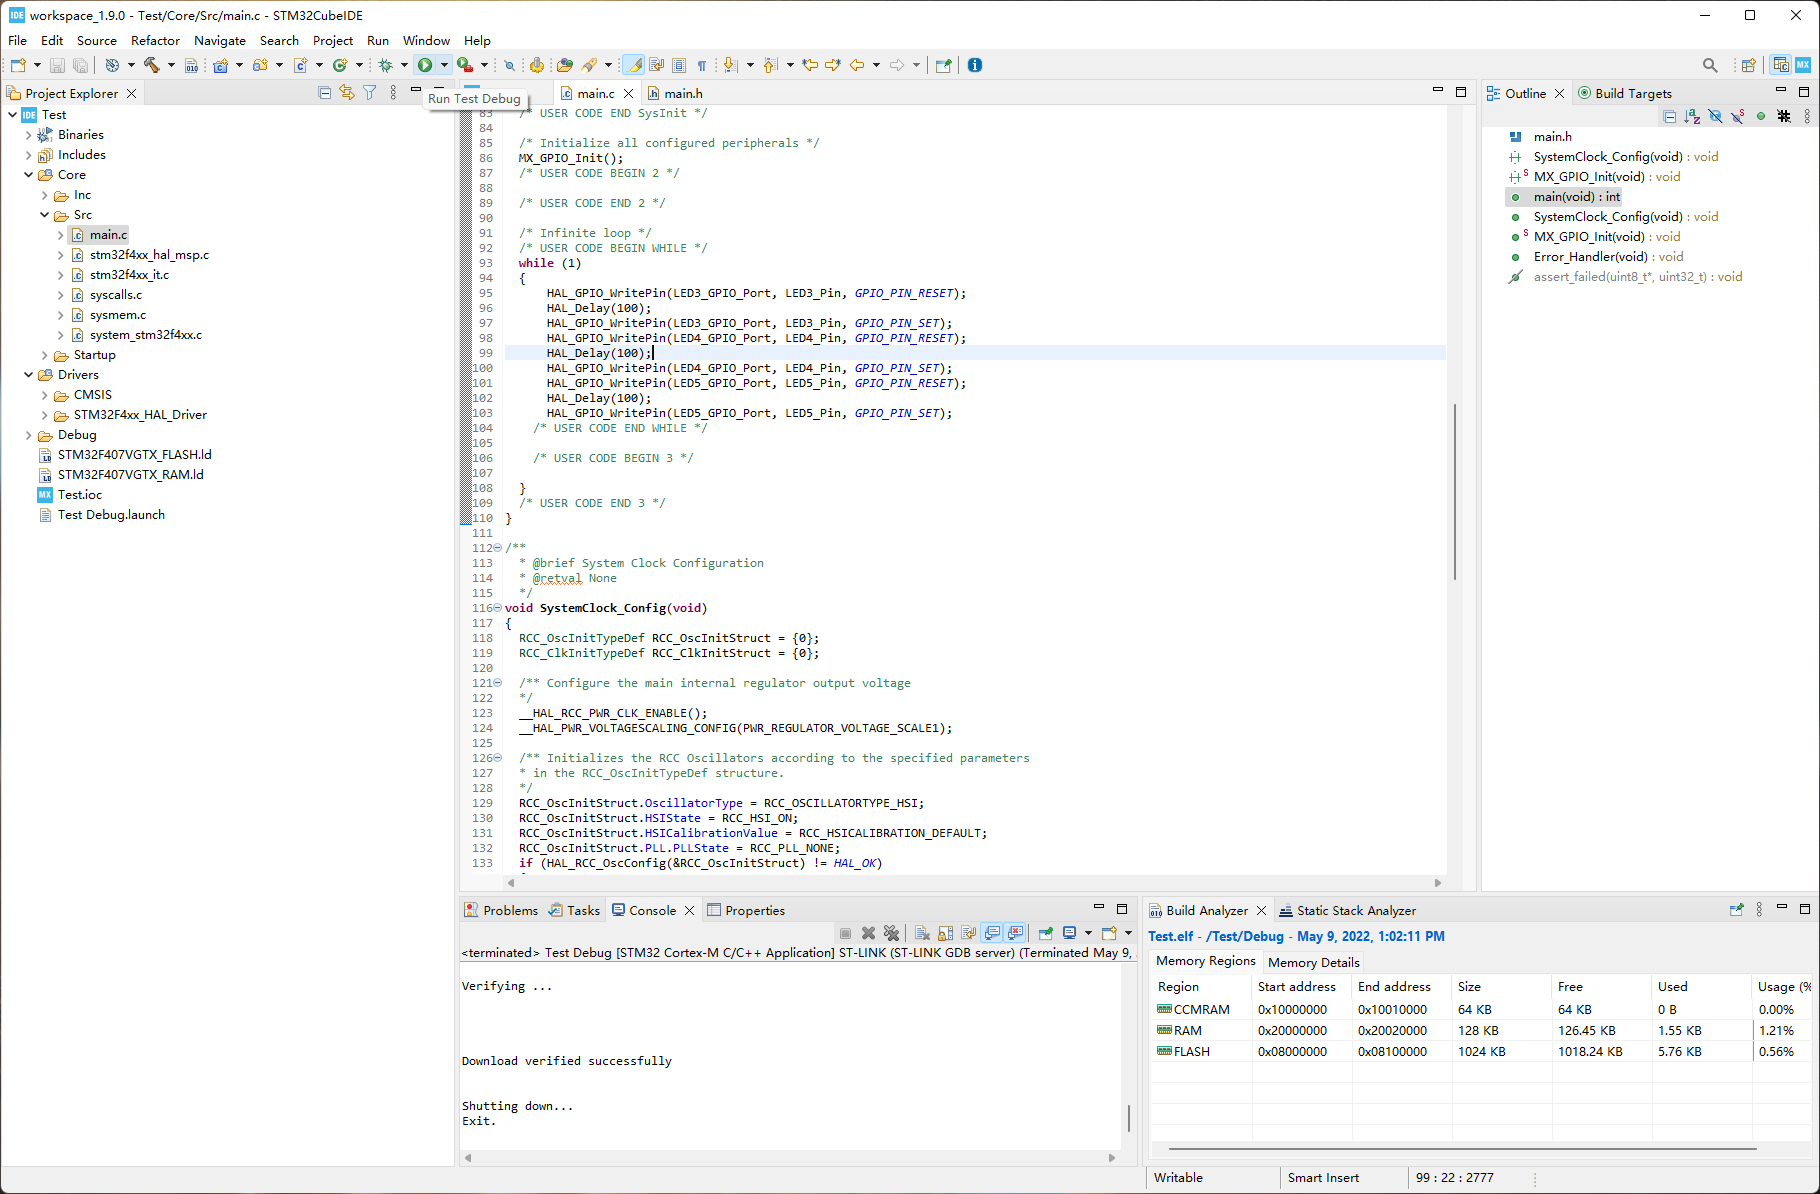 workspace_1.9.0 - Test/Core/Src/main.c - STM32CubeIDE
File Edit Source Refactor Navigate Search Project Run Window Help
Project Explorer
Run Test Debug
main.c
main.h
Test
Binaries
Includes
Core
Inc
Src
main.c
stm32f4xx_hal_msp.c
stm32f4xx_it.c
syscalls.c
sysmem.c
system_stm32f4xx.c
Startup
Drivers
CMSIS
STM32F4xx_HAL_Driver
Debug
STM32F407VGTX_FLASH.ld
STM32F407VGTX_RAM.ld
Test.ioc
Test Debug.launch
83 /* USER CODE END SysInit */
84
85 /* Initialize all configured peripherals */
86 MX_GPIO_Init();
87 /* USER CODE BEGIN 2 */
88
89 /* USER CODE END 2 */
90
91 /* Infinite loop */
92 /* USER CODE BEGIN WHILE */
93 while (1)
94 {
95 HAL_GPIO_WritePin(LED3_GPIO_Port, LED3_Pin, GPIO_PIN_RESET);
96 HAL_Delay(100);
97 HAL_GPIO_WritePin(LED3_GPIO_Port, LED3_Pin, GPIO_PIN_SET);
98 HAL_GPIO_WritePin(LED4_GPIO_Port, LED4_Pin, GPIO_PIN_RESET);
99 HAL_Delay(100);
100 HAL_GPIO_WritePin(LED4_GPIO_Port, LED4_Pin, GPIO_PIN_SET);
101 HAL_GPIO_WritePin(LED5_GPIO_Port, LED5_Pin, GPIO_PIN_RESET);
102 HAL_Delay(100);
103 HAL_GPIO_WritePin(LED5_GPIO_Port, LED5_Pin, GPIO_PIN_SET);
104 /* USER CODE END WHILE */
105
106 /* USER CODE BEGIN 3 */
107
108 }
109 /* USER CODE END 3 */
110 }
111
112 /**
113 * @brief System Clock Configuration
114 * @retval None
115 */
116 void SystemClock_Config(void)
117 {
118 RCC_OscInitTypeDef RCC_OscInitStruct = {0};
119 RCC_ClkInitTypeDef RCC_ClkInitStruct = {0};
120
121 /** Configure the main internal regulator output voltage
122 */
123 __HAL_RCC_PWR_CLK_ENABLE();
124 __HAL_PWR_VOLTAGESCALING_CONFIG(PWR_REGULATOR_VOLTAGE_SCALE1);
125
126 /** Initializes the RCC Oscillators according to the specified parameters
127 * in the RCC_OscInitTypeDef structure.
128 */
129 RCC_OscInitStruct.OscillatorType = RCC_OSCILLATORTYPE_HSI;
130 RCC_OscInitStruct.HSIState = RCC_HSI_ON;
131 RCC_OscInitStruct.HSICalibrationValue = RCC_HSICALIBRATION_DEFAULT;
132 RCC_OscInitStruct.PLL.PLLState = RCC_PLL_NONE;
133 if (HAL_RCC_OscConfig(&RCC_OscInitStruct) != HAL_OK)
Outline
Build Targets
main.h
SystemClock_Config(void) : void
MX_GPIO_Init(void) : void
main(void) : int
SystemClock_Config(void) : void
MX_GPIO_Init(void) : void
Error_Handler(void) : void
assert_failed(uint8_t*, uint32_t) : void
Problems Tasks Console Properties
<terminated> Test Debug [STM32 Cortex-M C/C++ Application] ST-LINK (ST-LINK GDB server) (Terminated May 9,
Verifying ...
Download verified successfully
Shutting down...
Exit.
Build Analyzer
Static Stack Analyzer
Test.elf - /Test/Debug - May 9, 2022, 1:02:11 PM
Memory Regions Memory Details
Region Start address End address Size Free Used Usage (%
CCMRAM 0x10000000 0x10010000 64 KB 64 KB 0 B 0.00%
RAM 0x20000000 0x20020000 128 KB 126.45 KB 1.55 KB 1.21%
FLASH 0x08000000 0x08100000 1024 KB 1018.24 KB 5.76 KB 0.56%
Writable Smart Insert 99 : 22 : 2777